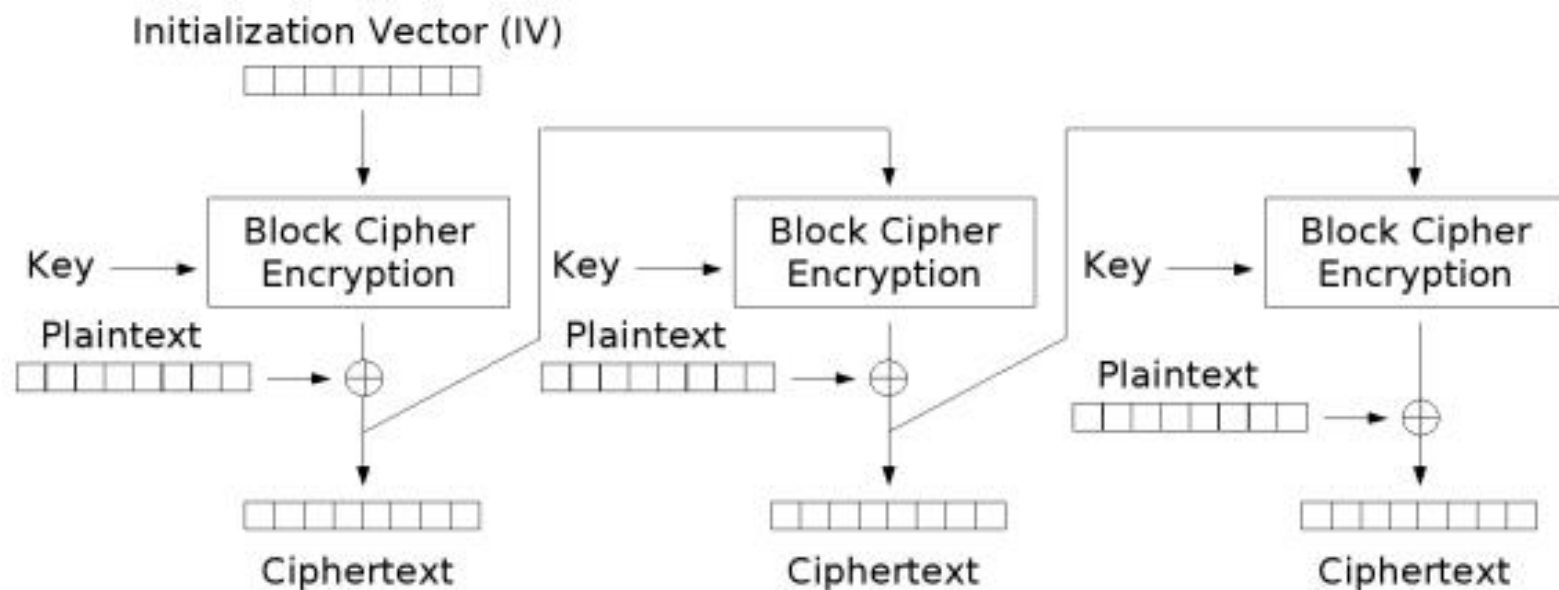 Initialization Vector (IV)
Block Cipher
Encryption
Key
Plaintext
Ciphertext
Block Cipher
Encryption
Key
Plaintext
Ciphertext
Block Cipher
Encryption
Key
Plaintext
Ciphertext